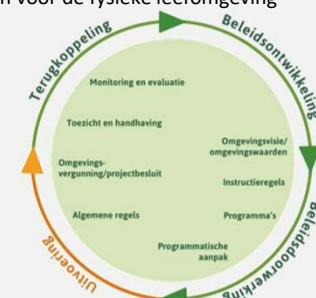 voor de fysieke leeromgeving
Terugkoppeling
Beleidsontwikkeling
Monitoring en evaluatie
Toezicht en handhaving
Omgevingsvisie/
omgevingswaarden
Omgevings-
vergunning/projectbesluit
Instructieregels
Algemene regels
Programma's
Programmatische
aanpak
Uitvoering
Beleidsdoorwerking